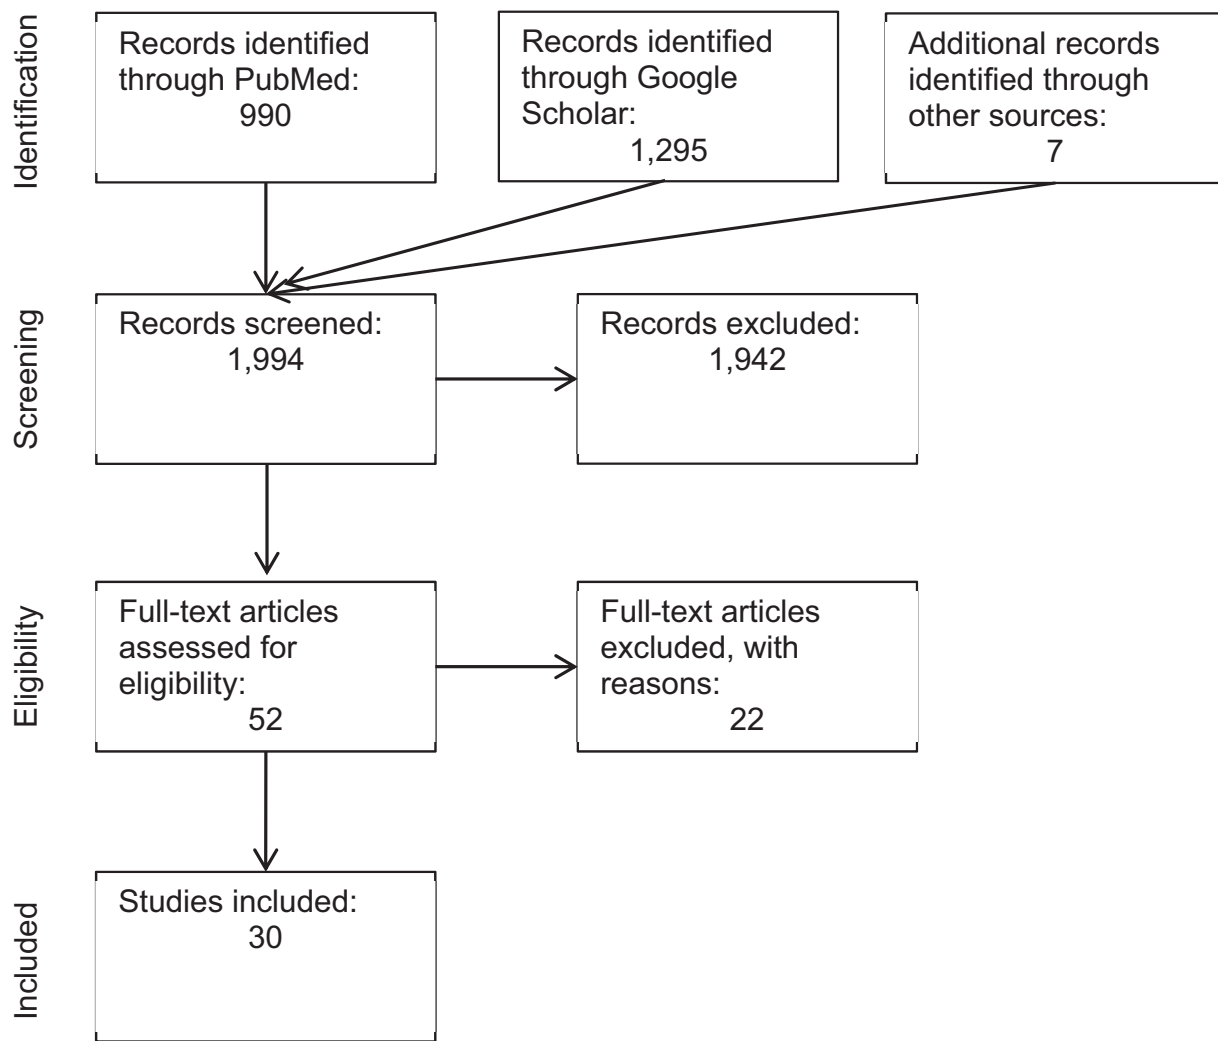 Identification
Records identified
through PubMed:
990
Records identified
through Google
Scholar:
1,295
Additional records
identified through
other sources:
7
Screening
Records screened:
1,994
Records excluded:
1,942
Eligibility
Full-text articles
assessed for
eligibility:
52
Full-text articles
excluded, with
reasons:
22
Included
Studies included:
30